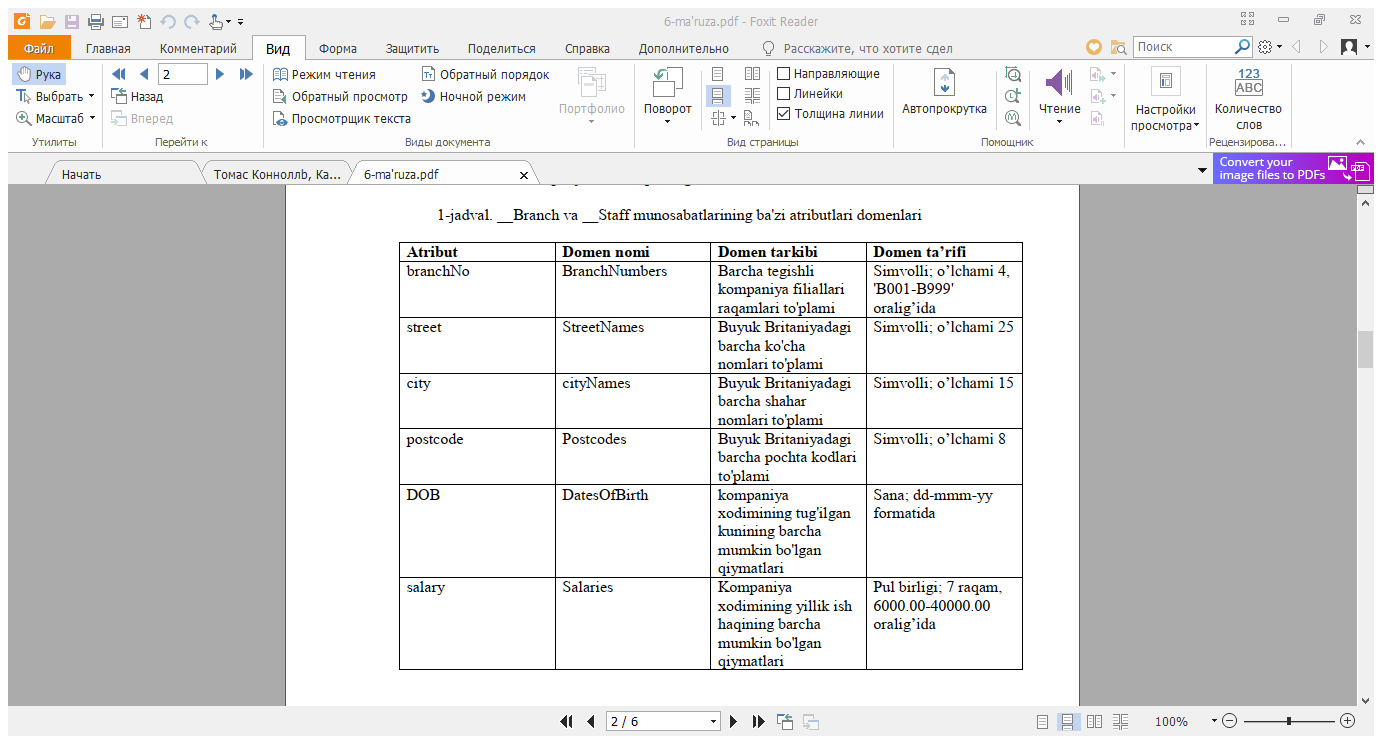 6-ma'ruza.pdf - Foxit Reader
Файл Главная Комментарий Вид Форма Защитить Поделиться Справка Дополнительно Расскажите, что хотите сдел Поиск
Рука 2 Режим чтения Обратный порядок Направляющие
Выбрать Назад Обратный просмотр Ночной режим Портфолио Поворот Линейки Автопрокрутка Чтение Настройки просмотра Количество слов
Масштаб Вперед Просмотрщик текста Толщина линии
Утилиты Перейти к Виды документа Вид страницы Помощник Рецензирова...
Начать Томас Конноллb, Ка... 6-ma'ruza.pdf Convert your
image files to PDFs
1-jadval. __Branch va __Staff munosabatlarining ba'zi atributlari domenlari
Atribut Domen nomi Domen tarkibi Domen ta’rifi
branchNo BranchNumbers Barcha tegishli Simvolli; o’lchami 4,
kompaniya filiallari 'B001-B999'
raqamlari to'plami oralig’ida
street StreetNames Buyuk Britaniyadagi Simvolli; o’lchami 25
barcha ko'cha
nomlari to'plami
city cityNames Buyuk Britaniyadagi Simvolli; o’lchami 15
barcha shahar
nomlari to'plami
postcode Postcodes Buyuk Britaniyadagi Simvolli; o’lchami 8
barcha pochta kodlari
to'plami
DOB DatesOfBirth kompaniya Sana; dd-mmm-yy
xodimining tug'ilgan formatida
kunining barcha
mumkin bo'lgan
qiymatlari
salary Salaries Kompaniya Pul birligi; 7 raqam,
xodimining yillik ish 6000.00-40000.00
haqining barcha oralig’ida
mumkin bo'lgan
qiymatlari
2 / 6 100%